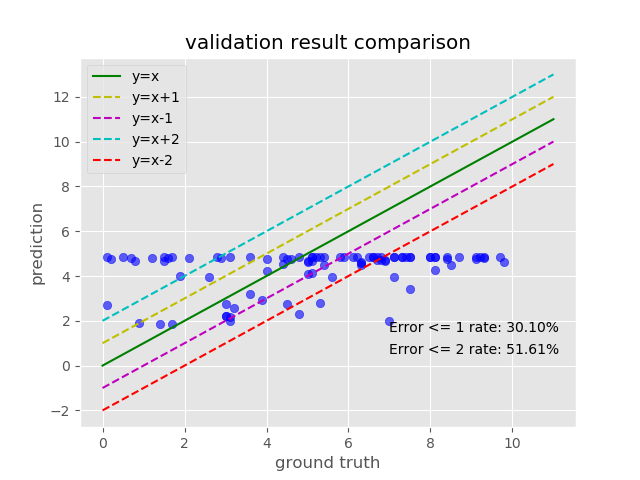 validation result comparison
y=x
y=x+1
y=x-1
y=x+2
y=x-2
12
10
8
6
4
2
0
−2
prediction
Error <= 1 rate: 30.10%
Error <= 2 rate: 51.61%
0 2 4 6 8 10
ground truth